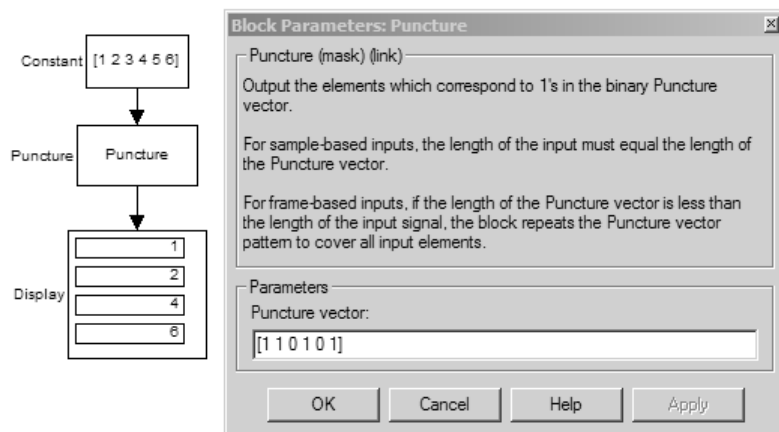 Constant
[1 2 3 4 5 6]
Puncture
Puncture
Display
1
2
4
6
Block Parameters: Puncture
Puncture (mask) (link)
Output the elements which correspond to 1's in the binary Puncture
vector.
For sample-based inputs, the length of the input must equal the length of
the Puncture vector.
For frame-based inputs, if the length of the Puncture vector is less than
the length of the input signal, the block repeats the Puncture vector
pattern to cover all input elements.
Parameters
Puncture vector:
[1 1 0 1 0 1]
OK
Cancel
Help
Apply